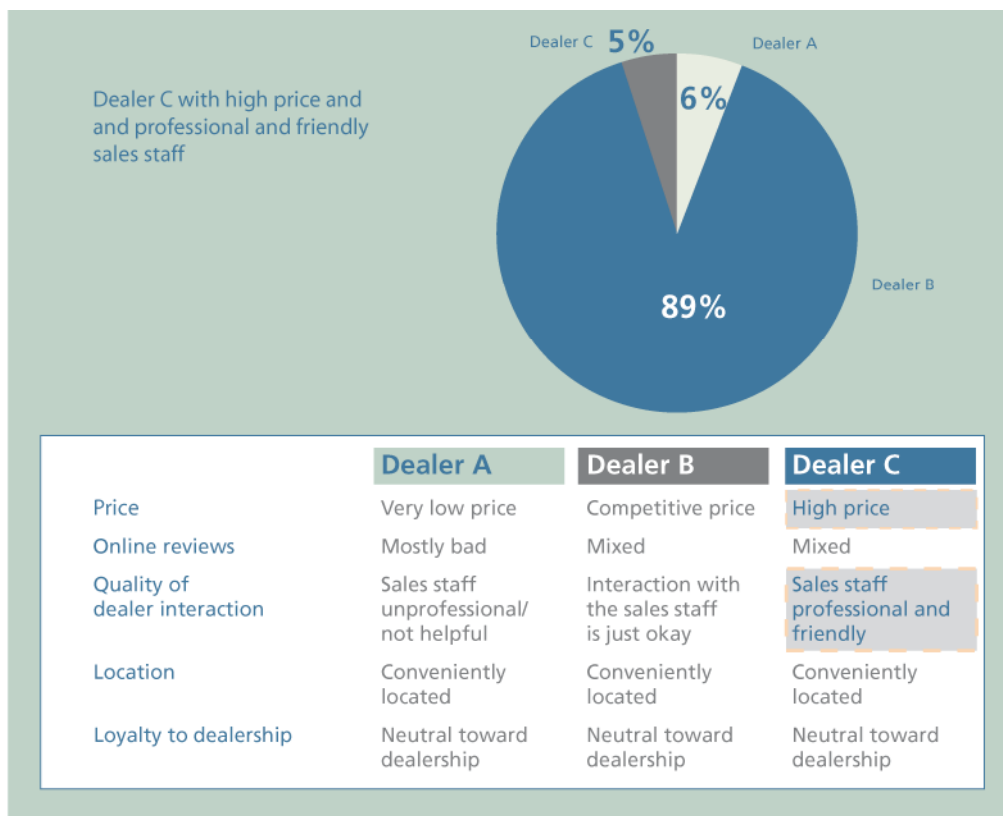 Dealer C 5%
Dealer A
Dealer C with high price and
and professional and friendly
sales staff
6%
Dealer B
89%
Dealer A Dealer B Dealer C
Price Very low price Competitive price High price
Online reviews Mostly bad Mixed Mixed
Quality of Sales staff Interaction with Sales staff
dealer interaction unprofessional/ the sales staff professional and
not helpful is just okay friendly
Location Conveniently Conveniently Conveniently
located located located
Loyalty to dealership Neutral toward Neutral toward Neutral toward
dealership dealership dealership